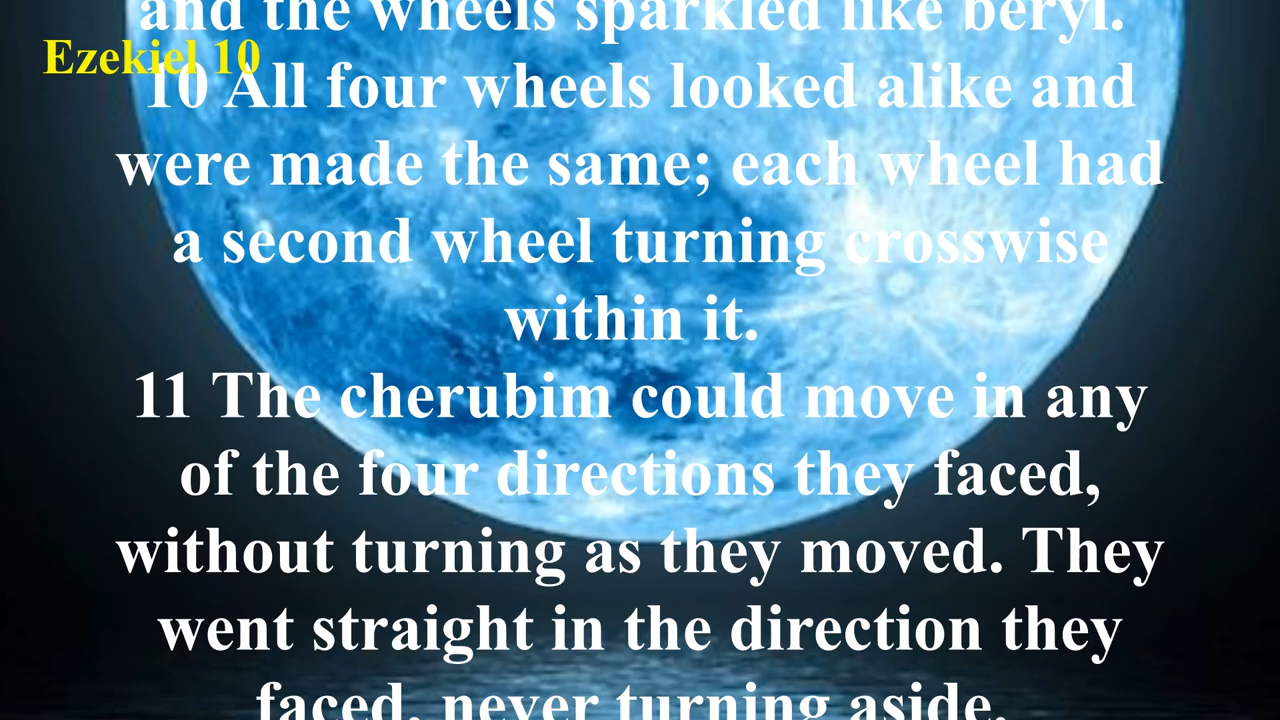 and the wheels sparkled like beryl.
Ezekiel 10
10 All four wheels looked alike and
were made the same; each wheel had
a second wheel turning crosswise
within it.
11 The cherubim could move in any
of the four directions they faced,
without turning as they moved. They
went straight in the direction they
faced, never turning aside.